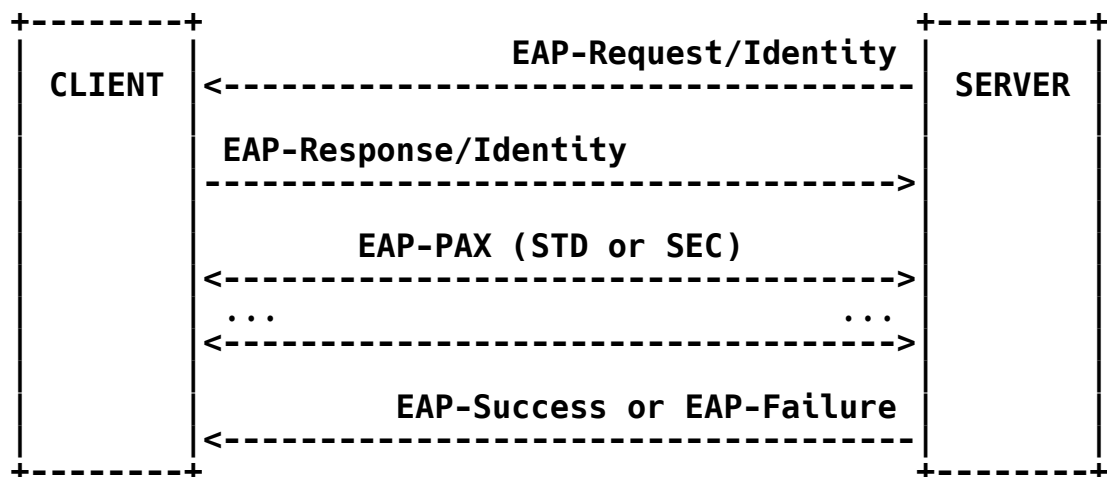 EAP-Request/Identity
CLIENT SERVER
EAP-Response/Identity
EAP-PAX (STD or SEC)
... ...
EAP-Success or EAP-Failure